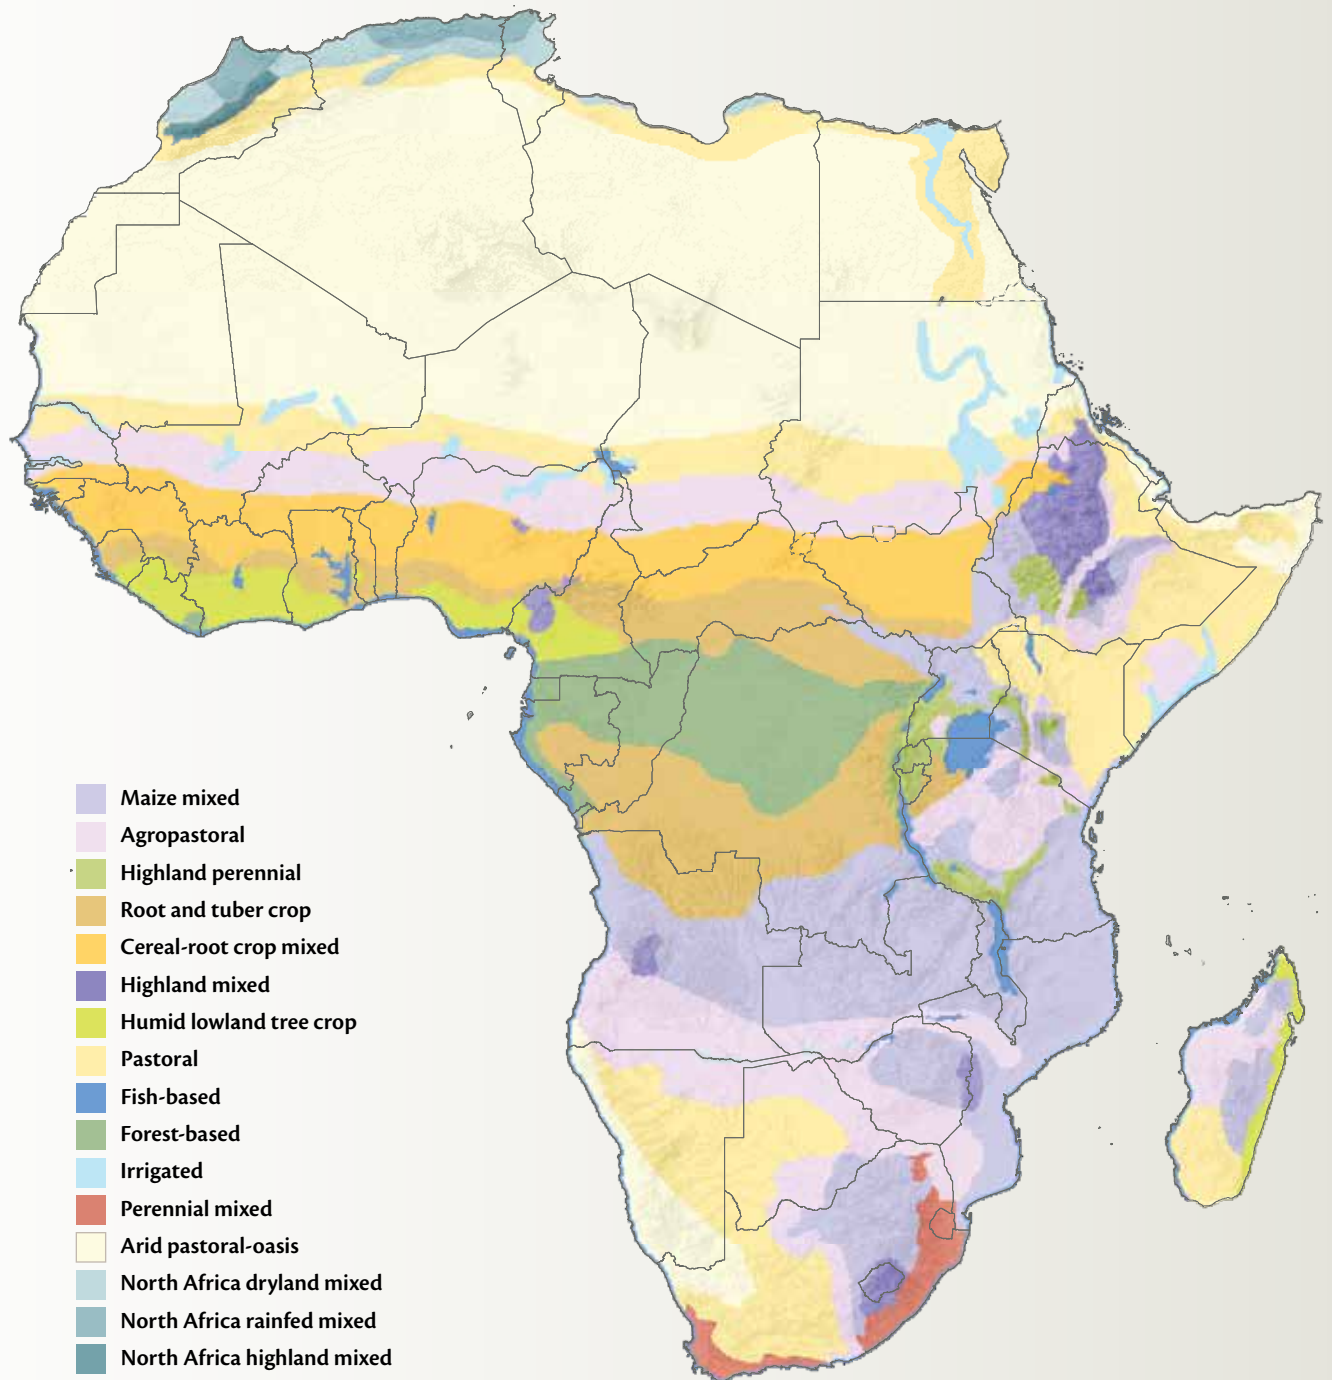 Maize mixed
Agropastoral
Highland perennial
Root and tuber crop
Cereal-root crop mixed
Highland mixed
Humid lowland tree crop
Pastoral
Fish-based
Forest-based
Irrigated
Perennial mixed
Arid pastoral-oasis
North Africa dryland mixed
North Africa rainfed mixed
North Africa highland mixed